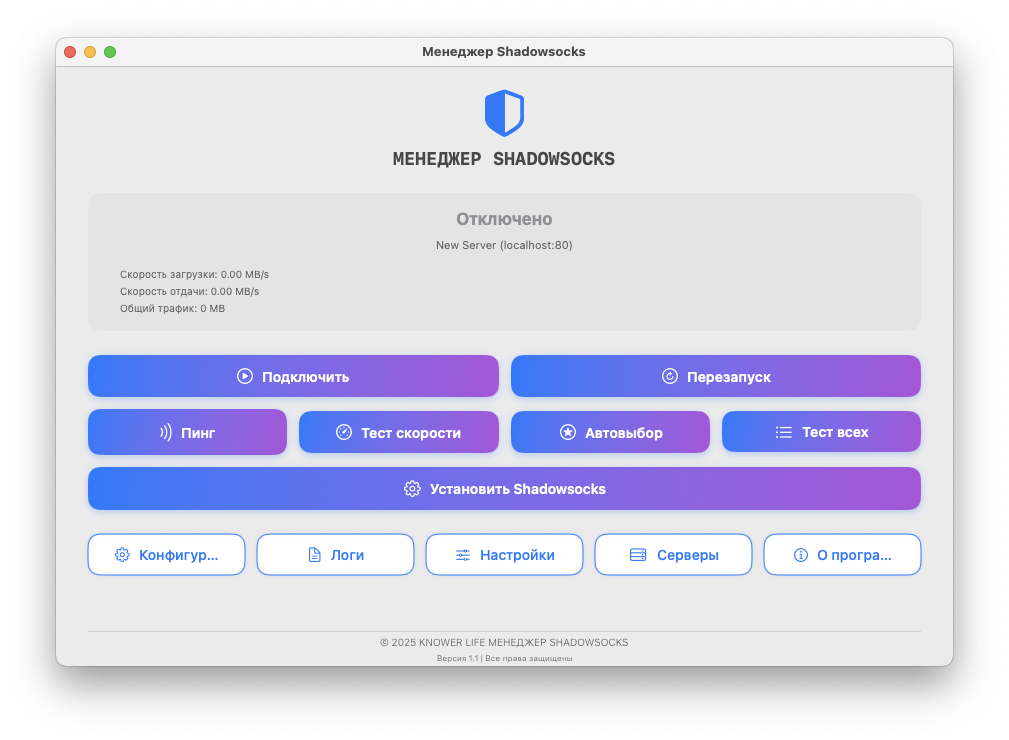 Менеджер Shadowsocks
МЕНЕДЖЕР SHADOWSOCKS
Отключено
New Server (localhost:80)
Скорость загрузки: 0.00 MB/s
Скорость отдачи: 0.00 MB/s
Общий трафик: 0 MB
Подключить
Перезапуск
Пинг
Тест скорости
Автовыбор
Тест всех
Установить Shadowsocks
Конфигур...
Логи
Настройки
Серверы
О програ...
© 2025 KNOWER LIFE МЕНЕДЖЕР SHADOWSOCKS
Версия 1.1 | Все права защищены